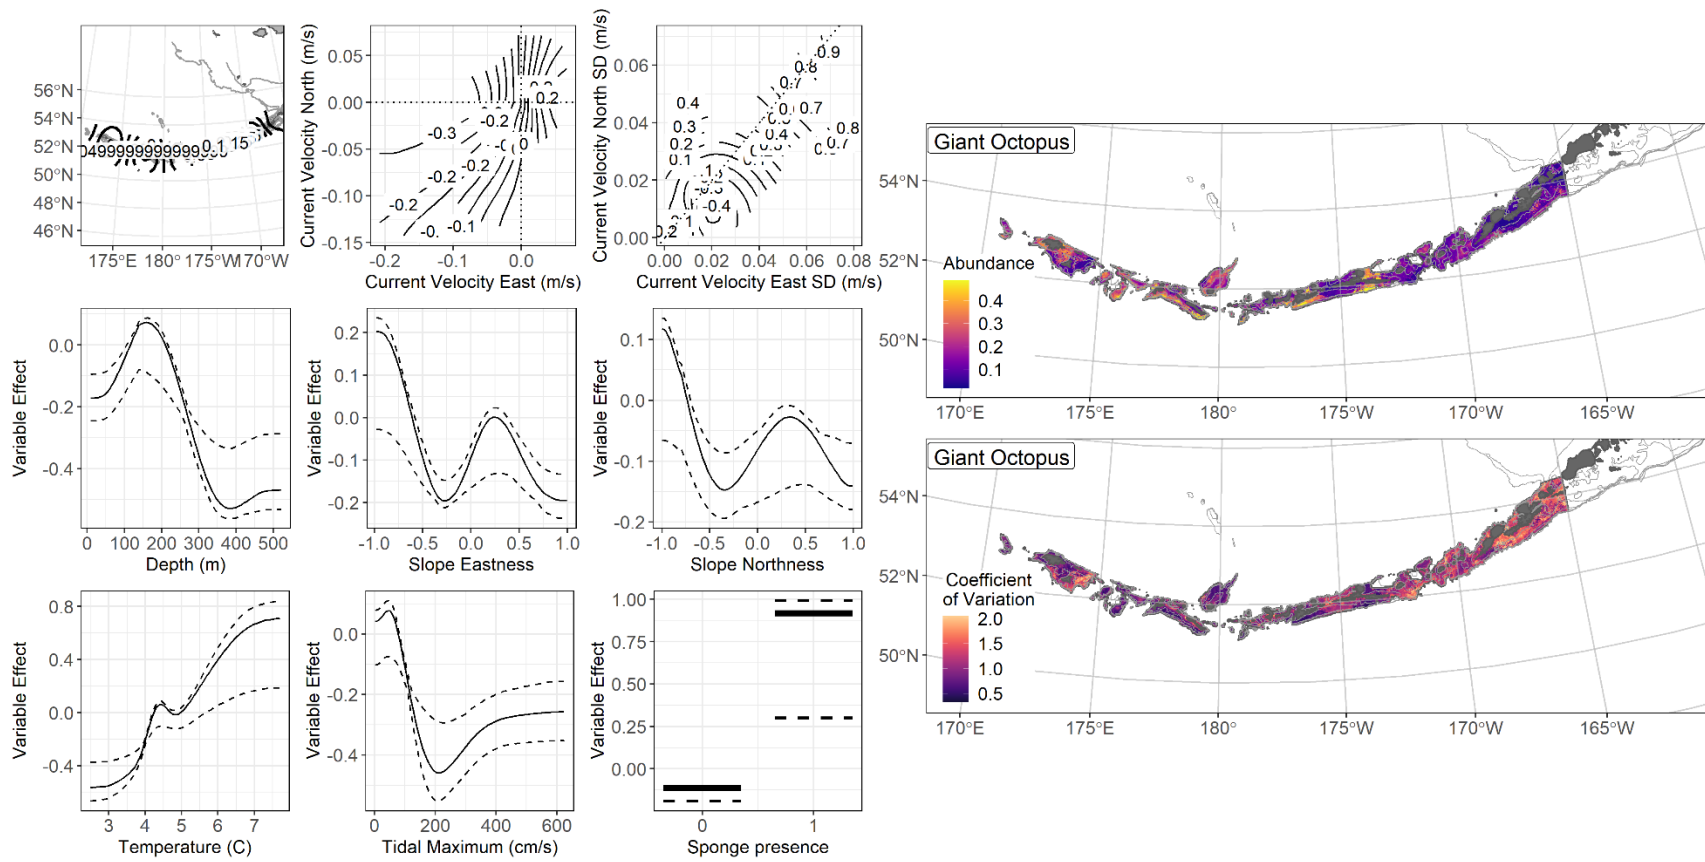 56°N
54°N
52°N
50°N
48°N
46°N
175°E 180° 175°W 170°W
0.1 15
Current Velocity North (m/s)
0.05
0.00
-0.05
-0.10
-0.15
-0.2 -0.1 0.0
Current Velocity East (m/s)
0.2
-0.3
-0.2
-0.2
-0.2
-0.2
-0.1
Current Velocity North SD (m/s)
0.06
0.04
0.02
0.00
0.00 0.02 0.04 0.06 0.08
Current Velocity East SD (m/s)
0.9
0.8
0.7
0.4
0.3
0.2
0.1
0.8
-0.4
Variable Effect
0.0
-0.2
-0.4
0 100 200 300 400 500
Depth (m)
Variable Effect
0.2
0.1
0.0
-0.1
-0.2
-1.0 -0.5 0.0 0.5 1.0
Slope Eastness
Variable Effect
0.1
0.0
-0.1
-0.2
-1.0 -0.5 0.0 0.5 1.0
Slope Northness
Variable Effect
0.8
0.4
0.0
-0.4
3 4 5 6 7
Temperature (C)
Variable Effect
0.0
-0.2
-0.4
0 200 400 600
Tidal Maximum (cm/s)
Variable Effect
1.00
0.75
0.50
0.25
0.00
0 1
Sponge presence
Giant Octopus
54°N
52°N
50°N
Abundance
0.4
0.3
0.2
0.1
170°E 175°E 180° 175°W 170°W 165°W
Giant Octopus
54°N
52°N
50°N
Coefficient
of Variation
2.0
1.5
1.0
0.5
170°E 175°E 180° 175°W 170°W 165°W